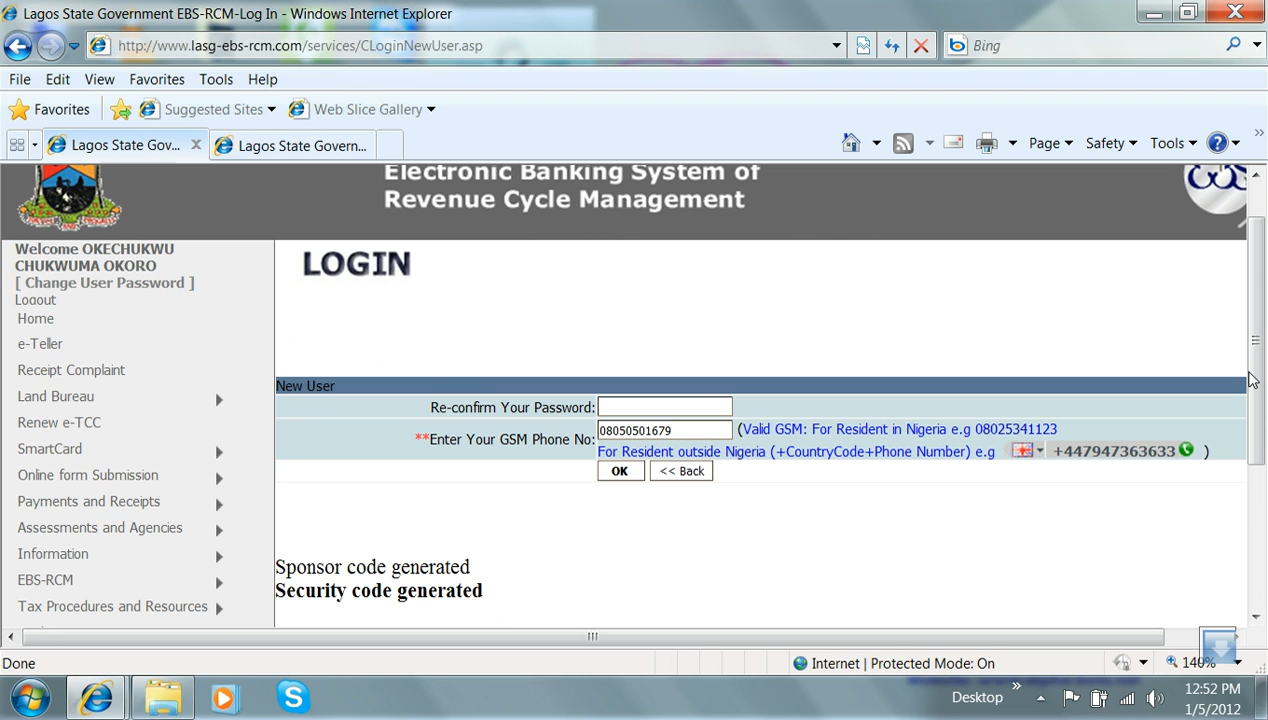 Lagos State Government EBS-RCM-Log In - Windows Internet Explorer
http://www.lasg-ebs-rcm.com/services/CLoginNewUser.asp
Bing
File Edit View Favorites Tools Help
Favorites Suggested Sites Web Slice Gallery
Lagos State Gov... Lagos State Govern... Page Safety Tools
Electronic Banking System of
Revenue Cycle Management
Welcome OKECHUKWU
CHUKWUMA OKORO
[ Change User Password ]
Logout
Home
e-Teller
Receipt Complaint
Land Bureau
Renew e-TCC
SmartCard
Online form Submission
Payments and Receipts
Assessments and Agencies
Information
EBS-RCM
Tax Procedures and Resources
LOGIN
New User
Re-confirm Your Password:
**Enter Your GSM Phone No: 08050501679 (Valid GSM: For Resident in Nigeria e.g 08025341123
For Resident outside Nigeria (+CountryCode+Phone Number) e.g +447947363633 )
OK << Back
Sponsor code generated
Security code generated
Done Internet | Protected Mode: On 140%
Desktop 12:52 PM
1/5/2012